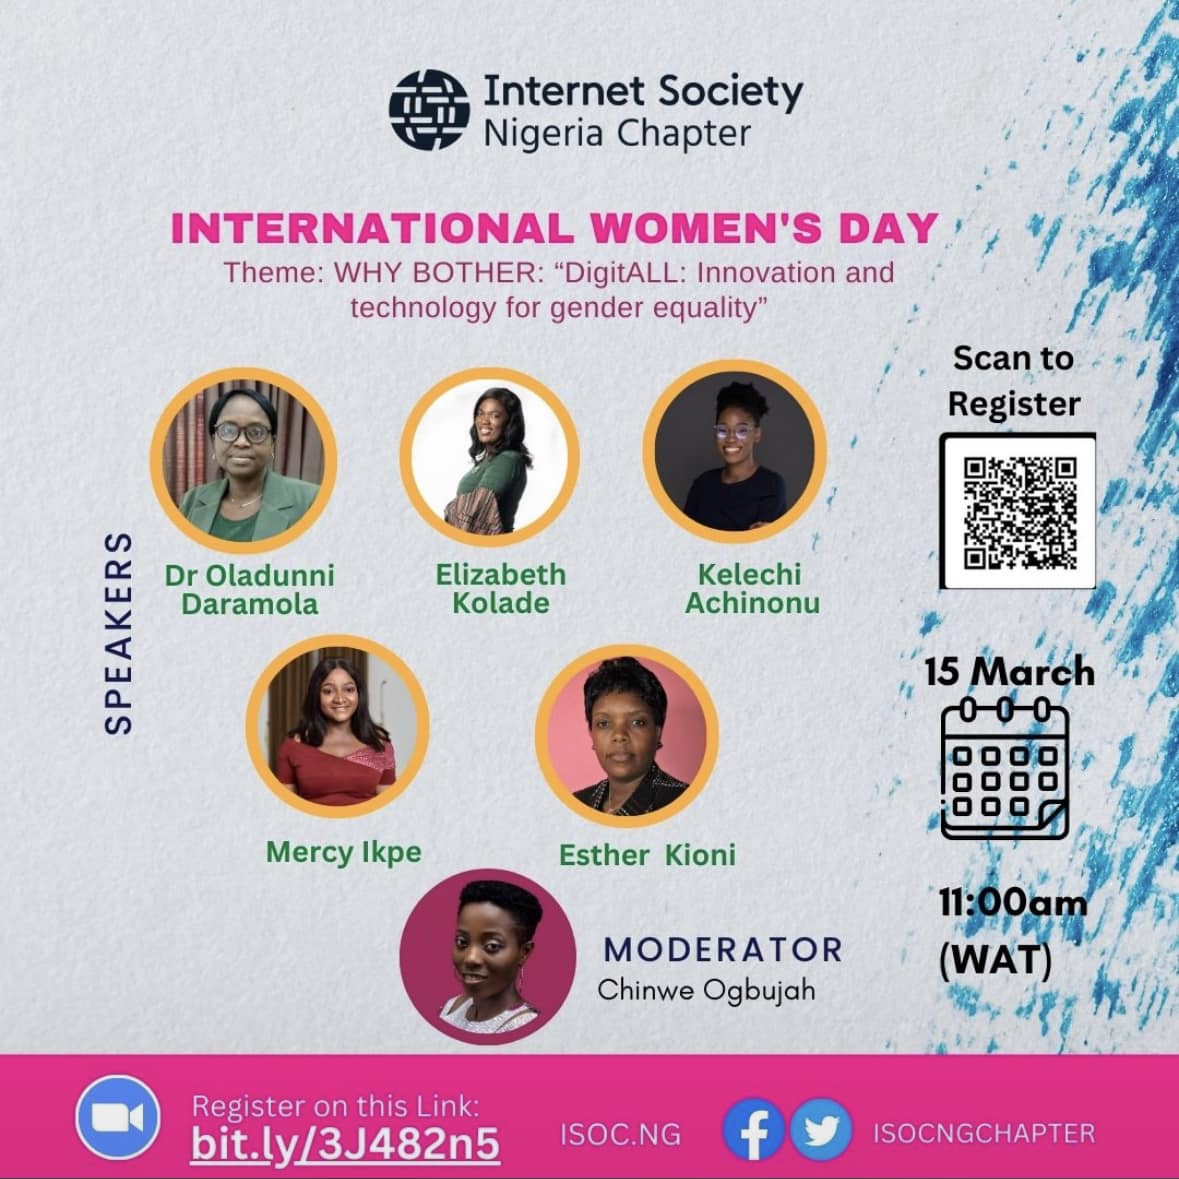 Internet Society
Nigeria Chapter
INTERNATIONAL WOMEN'S DAY
Theme: WHY BOTHER: “DigitALL: Innovation and
technology for gender equality”
Scan to
Register
SPEAKERS
Dr Oladunni
Daramola
Elizabeth
Kolade
Kelechi
Achinonu
15 March
Mercy Ikpe
Esther Kioni
11:00am
(WAT)
MODERATOR
Chinwe Ogbujah
Register on this Link:
bit.ly/3J482n5
ISOC.NG
ISOCNGCHAPTER